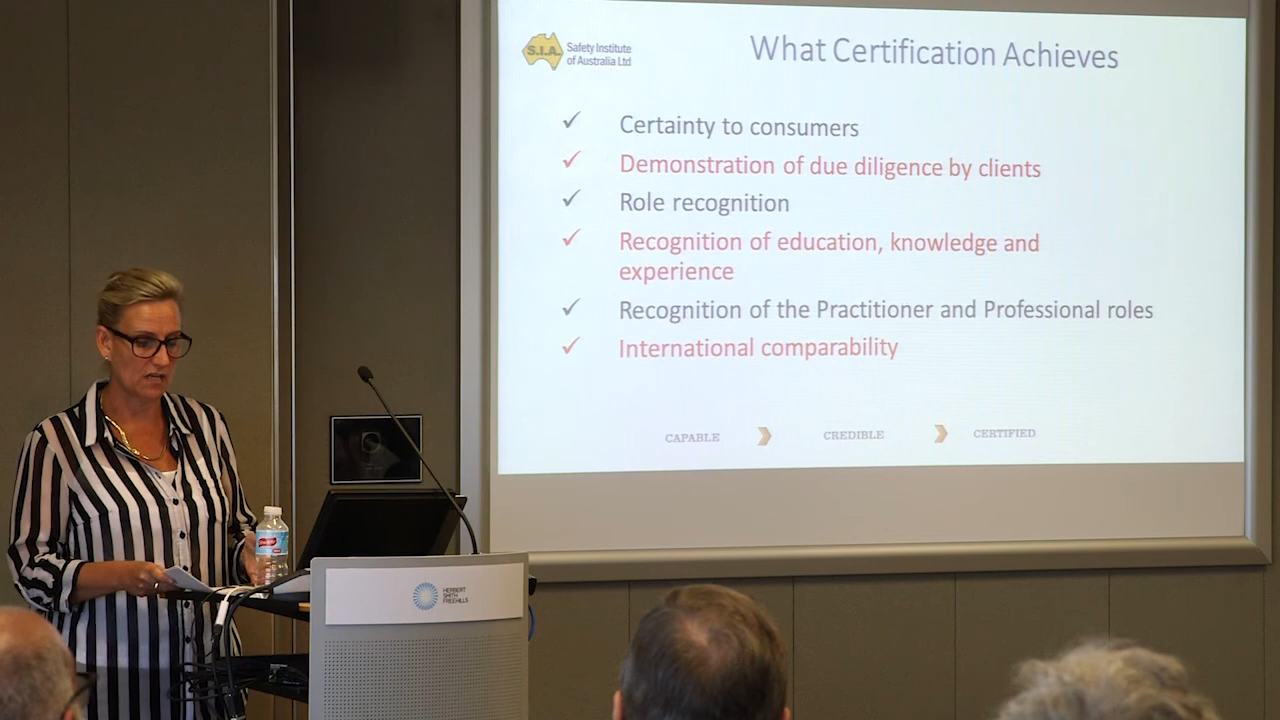 S.I.A.
Safety Institute
of Australia Ltd
What Certification Achieves
Certainty to consumers
Demonstration of due diligence by clients
Role recognition
Recognition of education, knowledge and
experience
Recognition of the Practitioner and Professional roles
International comparability
CAPABLE
CREDIBLE
CERTIFIED
HERBERT
SMITH
FREEHILLS